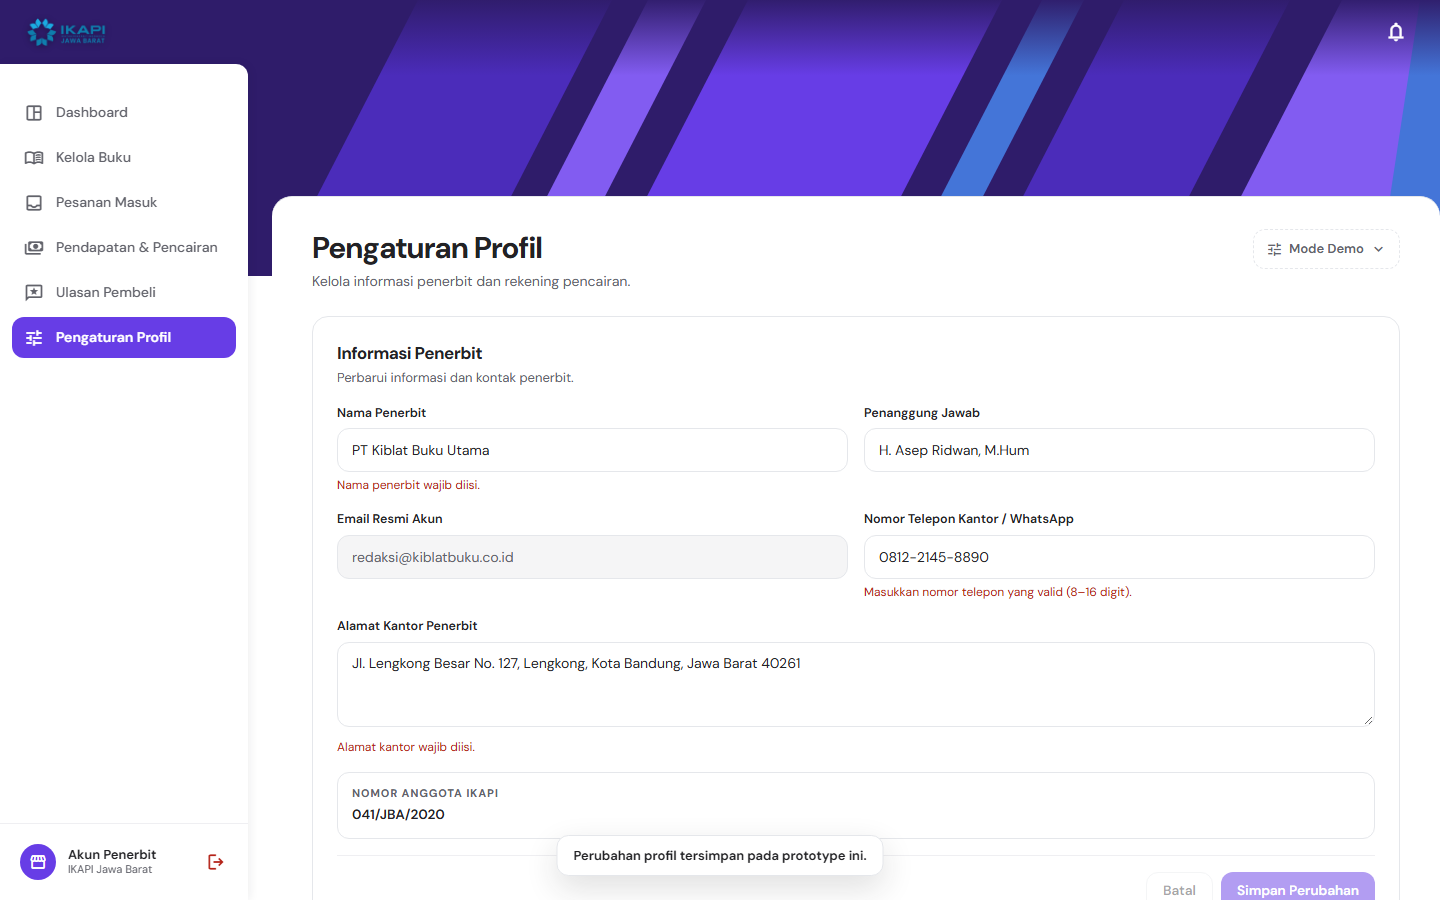 IKAPI
JAWA BARAT
Dashboard
Kelola Buku
Pesanan Masuk
Pendapatan & Pencairan
Ulasan Pembeli
Pengaturan Profil
Akun Penerbit
IKAPI Jawa Barat
Pengaturan Profil
Kelola informasi penerbit dan rekening pencairan.
Mode Demo
Informasi Penerbit
Perbarui informasi dan kontak penerbit.
Nama Penerbit
PT Kiblat Buku Utama
Nama penerbit wajib diisi.
Penanggung Jawab
H. Asep Ridwan, M.Hum
Email Resmi Akun
redaksi@kiblatbuku.co.id
Nomor Telepon Kantor / WhatsApp
0812-2145-8890
Masukkan nomor telepon yang valid (8–16 digit).
Alamat Kantor Penerbit
Jl. Lengkong Besar No. 127, Lengkong, Kota Bandung, Jawa Barat 40261
Alamat kantor wajib diisi.
NOMOR ANGGOTA IKAPI
041/JBA/2020
Perubahan profil tersimpan pada prototype ini.
Batal
Simpan Perubahan